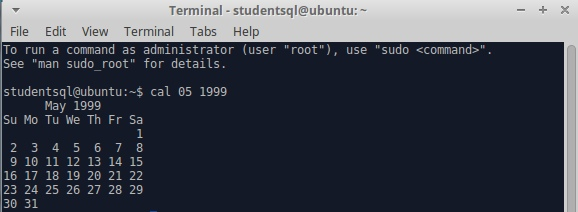 Terminal - studentsql@ubuntu: ~
File Edit View Terminal Tabs Help
To run a command as administrator (user "root"), use "sudo <command>".
See "man sudo_root" for details.
studentsql@ubuntu:~$ cal 05 1999
      May 1999
Su Mo Tu We Th Fr Sa
                   1
 2  3  4  5  6  7  8
 9 10 11 12 13 14 15
16 17 18 19 20 21 22
23 24 25 26 27 28 29
30 31